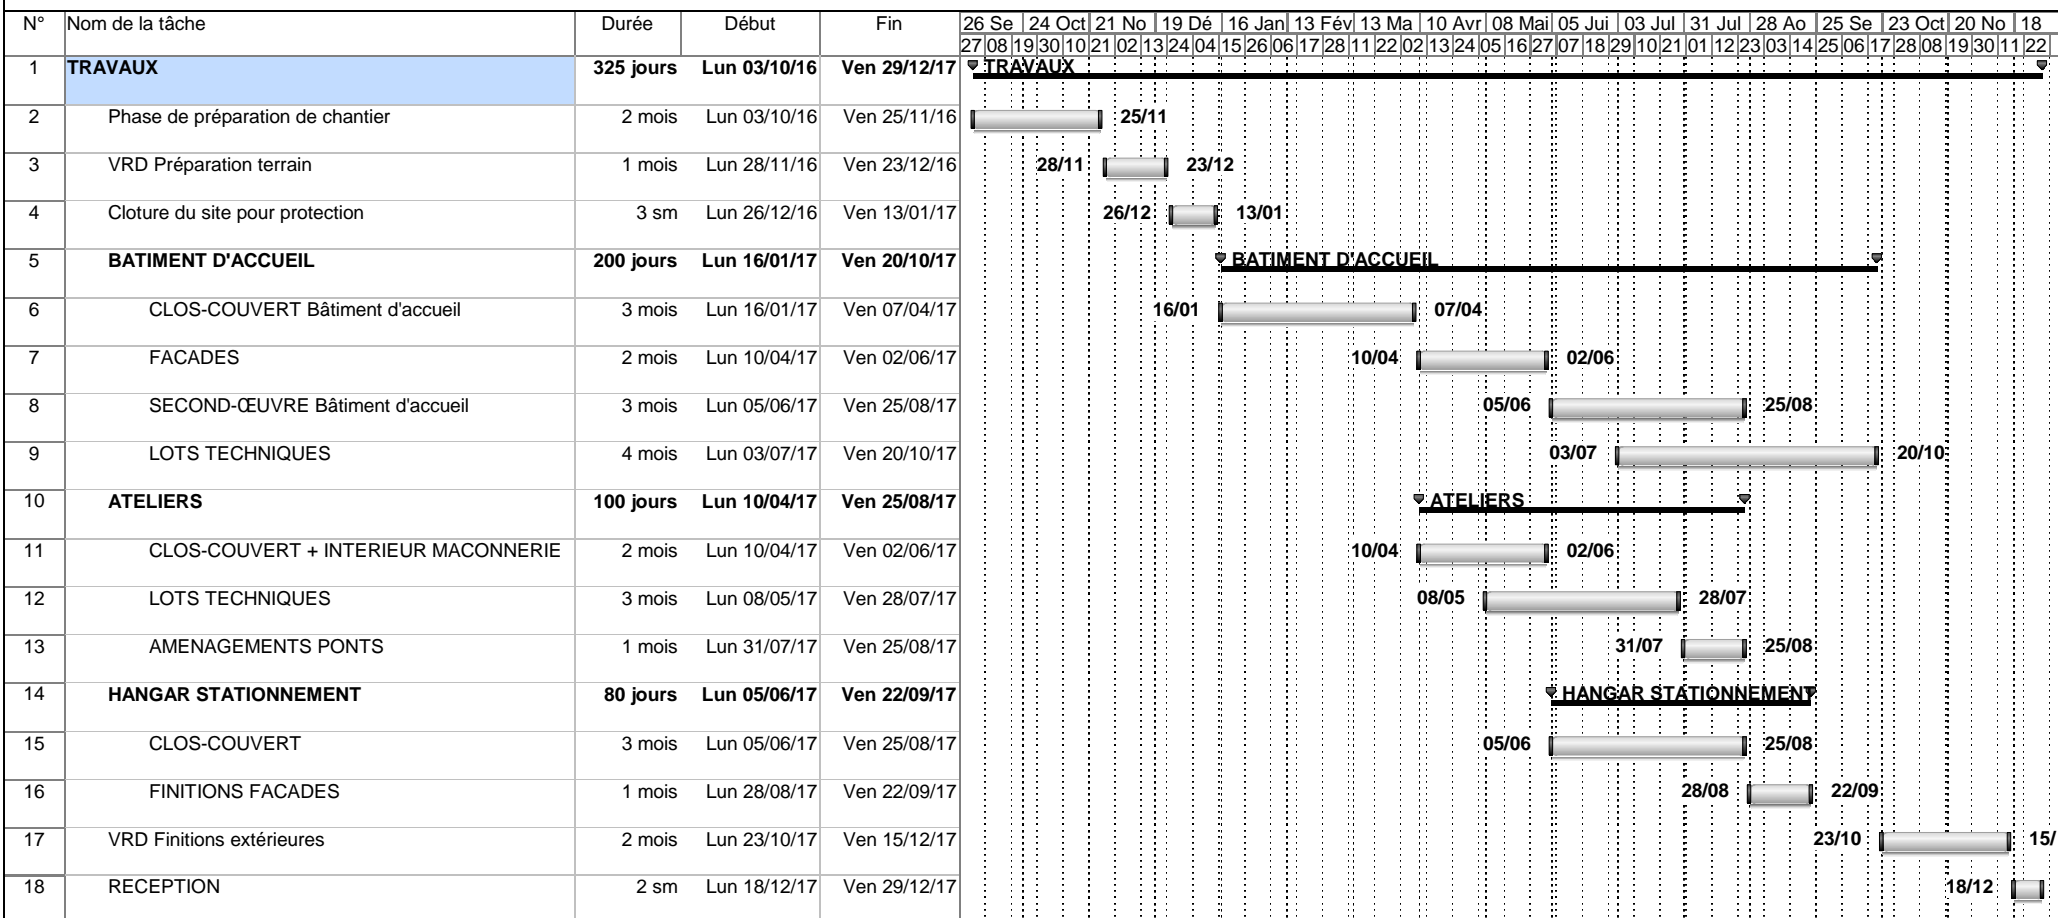 N° Nom de la tâche Durée Début Fin 26 Se 24 Oct 21 No 19 Dé 16 Jan 13 Fév 13 Ma 10 Avr 08 Mai 05 Jui 03 Jul 31 Jul 28 Ao 25 Se 23 Oct 20 No 18
27 08 19 30 10 21 02 13 24 04 15 26 06 17 28 11 22 02 13 24 05 16 27 07 18 29 10 21 01 12 23 03 14 25 06 17 28 08 19 30 11 22
1 TRAVAUX 325 jours Lun 03/10/16 Ven 29/12/17 TRAVAUX
2 Phase de préparation de chantier 2 mois Lun 03/10/16 Ven 25/11/16 25/11
3 VRD Préparation terrain 1 mois Lun 28/11/16 Ven 23/12/16 28/11 23/12
4 Cloture du site pour protection 3 sm Lun 26/12/16 Ven 13/01/17 26/12 13/01
5 BATIMENT D'ACCUEIL 200 jours Lun 16/01/17 Ven 20/10/17 BATIMENT D'ACCUEIL
6 CLOS-COUVERT Bâtiment d'accueil 3 mois Lun 16/01/17 Ven 07/04/17 16/01 07/04
7 FACADES 2 mois Lun 10/04/17 Ven 02/06/17 10/04 02/06
8 SECOND-ŒUVRE Bâtiment d'accueil 3 mois Lun 05/06/17 Ven 25/08/17 05/06 25/08
9 LOTS TECHNIQUES 4 mois Lun 03/07/17 Ven 20/10/17 03/07 20/10
10 ATELIERS 100 jours Lun 10/04/17 Ven 25/08/17 ATELIERS
11 CLOS-COUVERT + INTERIEUR MACONNERIE 2 mois Lun 10/04/17 Ven 02/06/17 10/04 02/06
12 LOTS TECHNIQUES 3 mois Lun 08/05/17 Ven 28/07/17 08/05 28/07
13 AMENAGEMENTS PONTS 1 mois Lun 31/07/17 Ven 25/08/17 31/07 25/08
14 HANGAR STATIONNEMENT 80 jours Lun 05/06/17 Ven 22/09/17 HANGAR STATIONNEMENT
15 CLOS-COUVERT 3 mois Lun 05/06/17 Ven 25/08/17 05/06 25/08
16 FINITIONS FACADES 1 mois Lun 28/08/17 Ven 22/09/17 28/08 22/09
17 VRD Finitions extérieures 2 mois Lun 23/10/17 Ven 15/12/17 23/10 15/
18 RECEPTION 2 sm Lun 18/12/17 Ven 29/12/17 18/12